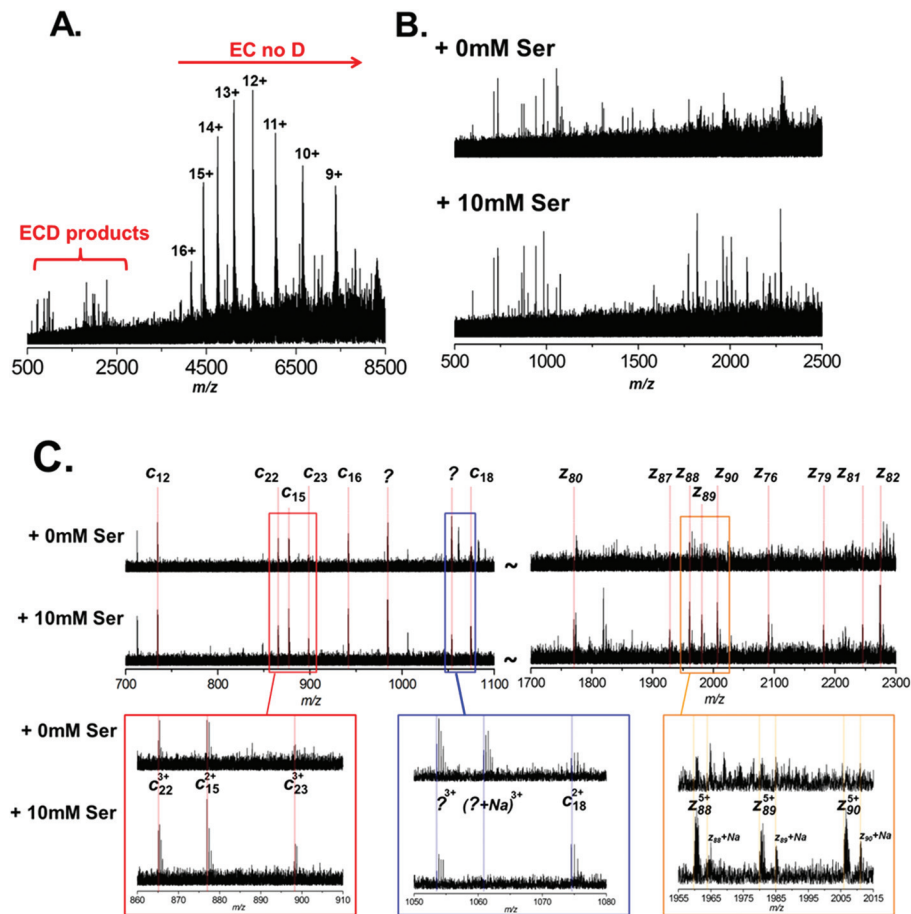 A.
EC no D
12+
13+
14+
11+
10+
15+
9+
16+
ECD products
500 2500 4500 6500 8500
m/z
B.
+ 0mM Ser
+ 10mM Ser
500 1000 1500 2000 2500
m/z
C.
c12 c22 c15 c23 c16 ? ? c18 z80 z87 z88 z89 z90 z76 z79 z81 z82
+ 0mM Ser
~
+ 10mM Ser
~
700 800 900 1000 1100 1700 1800 1900 2000 2100 2200 2300
m/z m/z
+ 0mM Ser
c22 3+ c15 2+ c23 3+
?3+ (?+Na)3+ c18 2+
z88 5+ z89 5+ z90 5+
z88+Na z89+Na z90+Na
+ 10mM Ser
860 870 880 890 900 910
m/z
1050 1060 1070 1080
m/z
1955 1965 1975 1985 1995 2005 2015
m/z